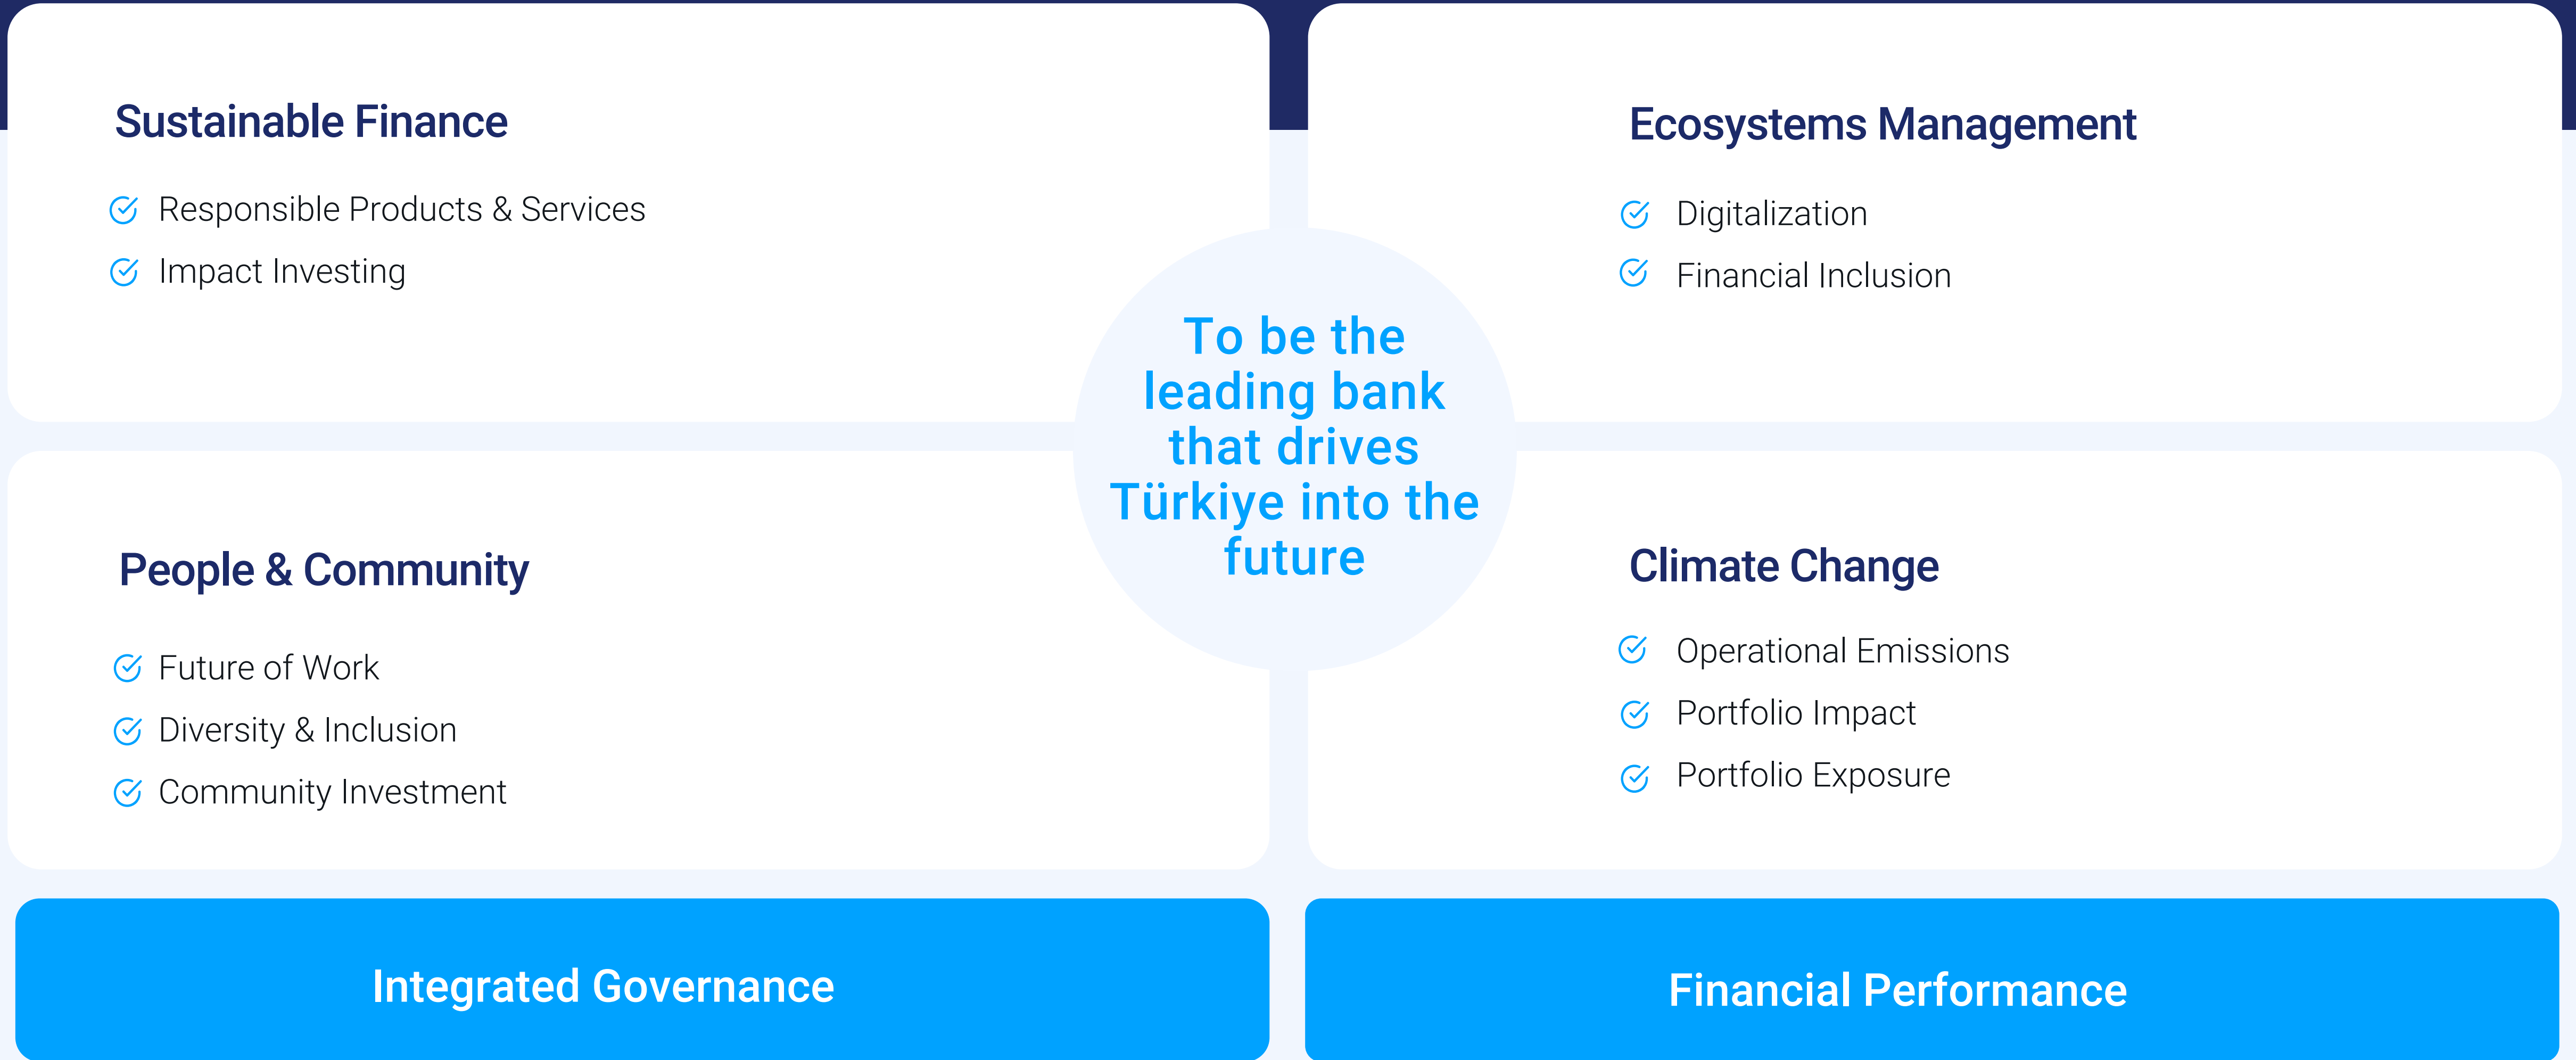 Sustainable Finance
Responsible Products & Services
Impact Investing
Ecosystems Management
Digitalization
Financial Inclusion
To be the
leading bank
that drives
Türkiye into the
future
People & Community
Future of Work
Diversity & Inclusion
Community Investment
Climate Change
Operational Emissions
Portfolio Impact
Portfolio Exposure
Integrated Governance
Financial Performance